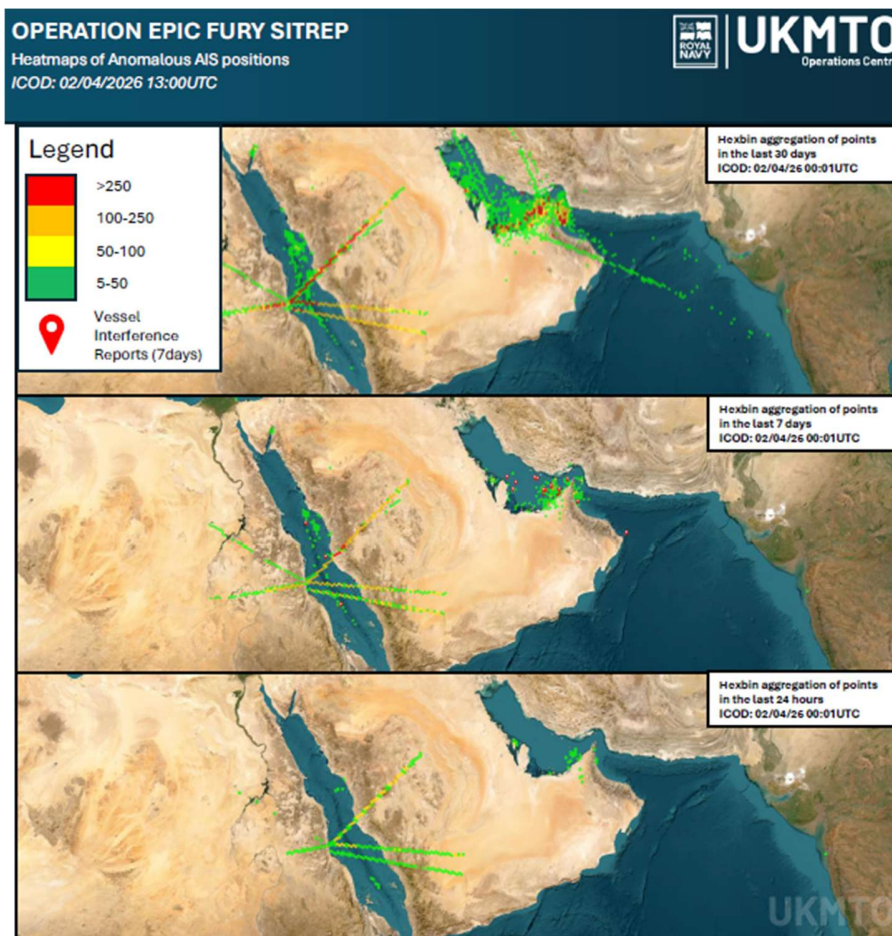 OPERATION EPIC FURY SITREP
Heatmaps of Anomalous AIS positions
ICOD: 02/04/2026 13:00UTC
ROYAL
NAVY
UKMTO
Operations Centr
Legend
>250
100-250
50-100
5-50
Vessel
Interference
Reports (7days)
Hexbin aggregation of points
in the last 30 days
ICOD: 02/04/26 00:01UTC
Hexbin aggregation of points
in the last 7 days
ICOD: 02/04/26 00:01UTC
Hexbin aggregation of points
in the last 24 hours
ICOD: 02/04/26 00:01UTC
UKMTO